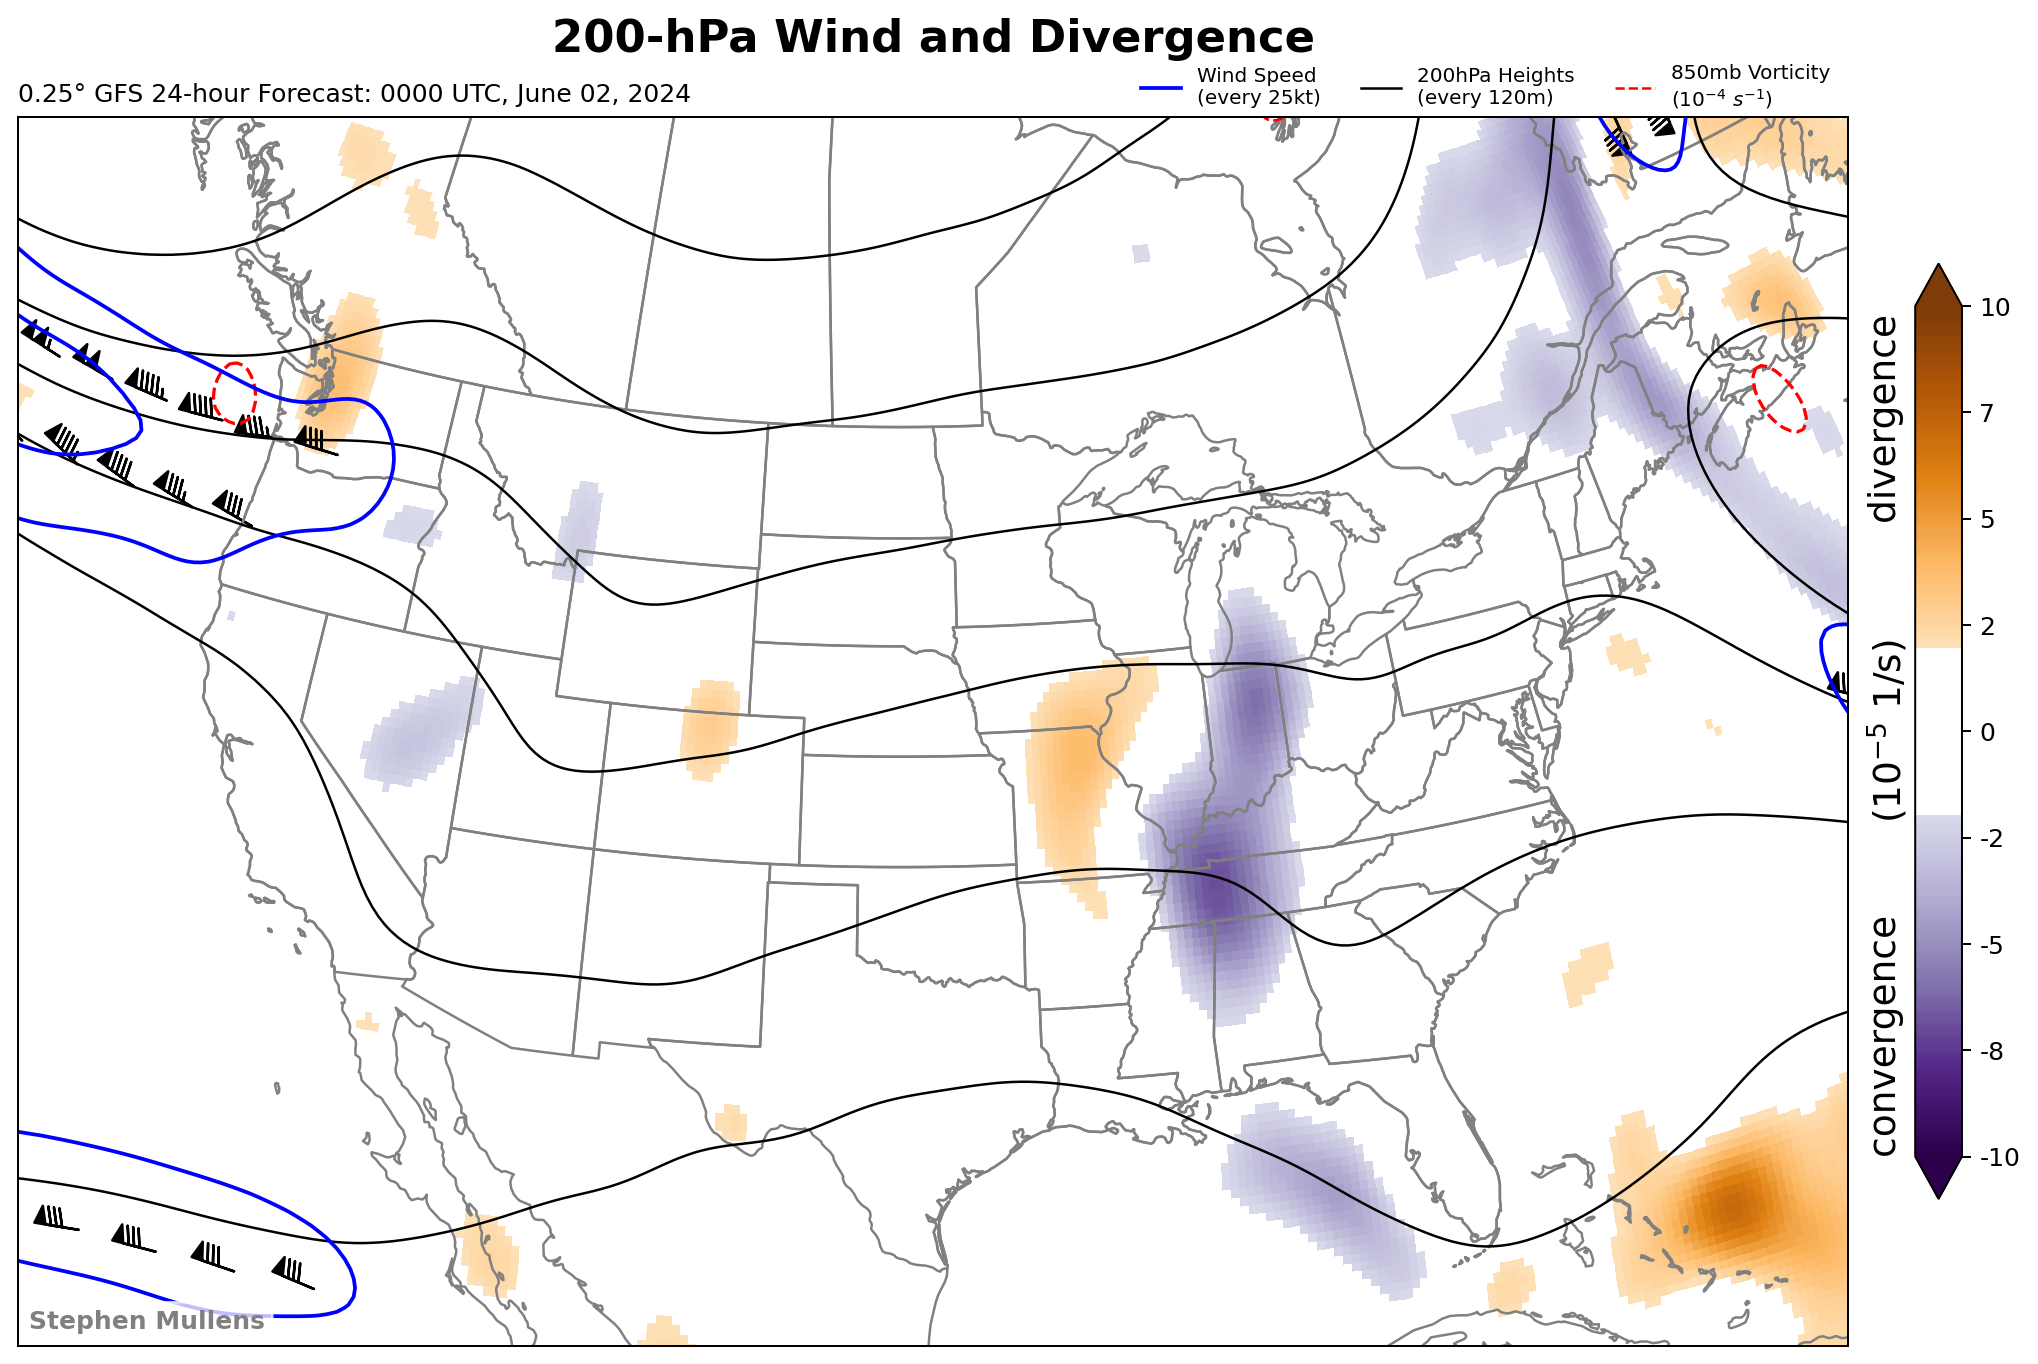 200-hPa Wind and Divergence
0.25° GFS 24-hour Forecast: 0000 UTC, June 02, 2024
Wind Speed
(every 25kt)
200hPa Heights
(every 120m)
850mb Vorticity
(10⁻⁴ s⁻¹)
10
7
5
2
0
-2
-5
-8
-10
convergence (10⁻⁵ 1/s) divergence
Stephen Mullens